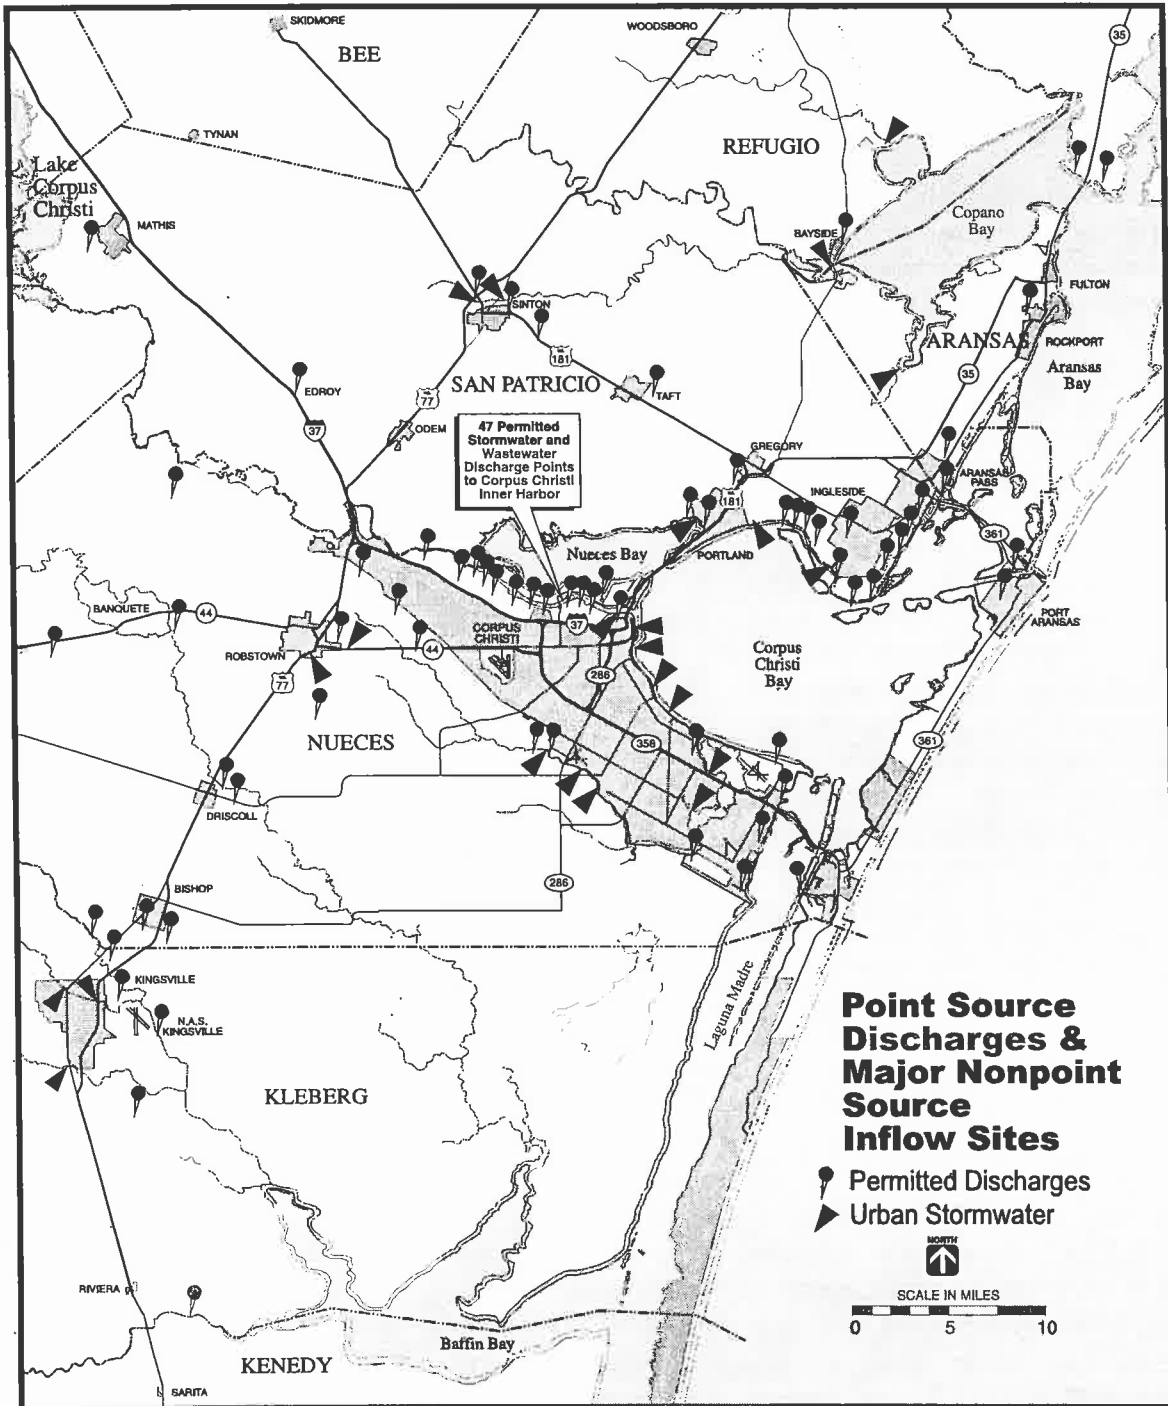 SKIDMORE
BEE
WOODSBORO
35
TYNAN
REFUGIO
Lake
Corpus
Christi
MATHIS
Copano
Bay
BAYSIDE
FULTON
SINTON
ARANSAS
ROCKPORT
181
Aransas
Bay
EDROY
SAN PATRICIO
35
77
TAFT
37
ODEM
47 Permitted
Stormwater and
Wastewater
Discharge Points
to Corpus Christi
Inner Harbor
GREGORY
ARANSAS
PASS
INGLESIDE
181
361
Nueces Bay
PORTLAND
BANQUETE
44
PORT
ARANSAS
CORPUS
CHRISTI
37
ROBSTOWN
44
Corpus
Christi
Bay
286
77
NUECES
358
361
DRISCOLL
286
BISHOP
KINGSVILLE
Laguna Madre
N.A.S.
KINGSVILLE
KLEBERG
Point Source
Discharges &
Major Nonpoint
Source
Inflow Sites
Permitted Discharges
Urban Stormwater
NORTH
RIVIERA
SCALE IN MILES
0 5 10
Baffin Bay
KENEDY
SARITA